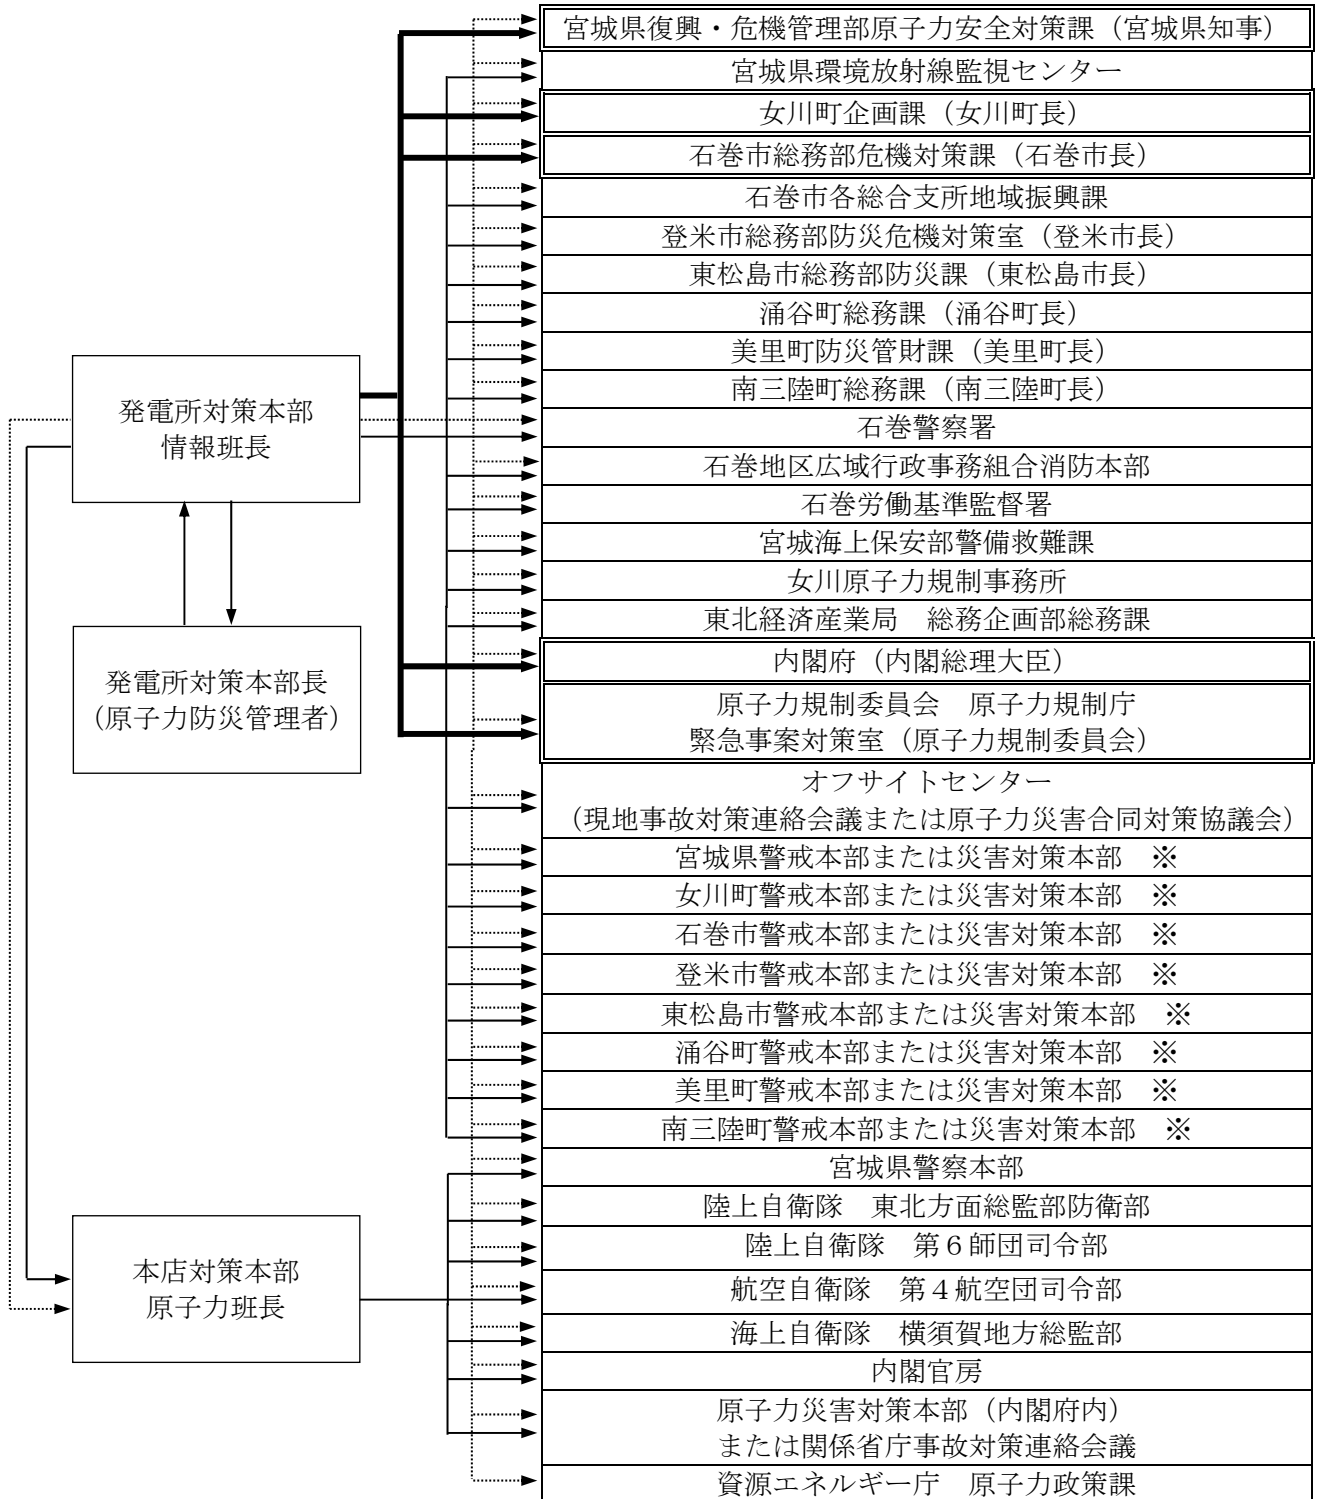 宮城県復興・危機管理部原子力安全対策課（宮城県知事）
宮城県環境放射線監視センター
女川町企画課（女川町長）
石巻市総務部危機対策課（石巻市長）
石巻市各総合支所地域振興課
登米市総務部防災危機対策室（登米市長）
東松島市総務部防災課（東松島市長）
涌谷町総務課（涌谷町長）
美里町防災管財課（美里町長）
南三陸町総務課（南三陸町長）
石巻警察署
石巻地区広域行政事務組合消防本部
石巻労働基準監督署
宮城海上保安部警備救難課
女川原子力規制事務所
東北経済産業局　総務企画部総務課
内閣府（内閣総理大臣）
原子力規制委員会　原子力規制庁
緊急事案対策室（原子力規制委員会）
オフサイトセンター
（現地事故対策連絡会議または原子力災害合同対策協議会）
宮城県警戒本部または災害対策本部　※
女川町警戒本部または災害対策本部　※
石巻市警戒本部または災害対策本部　※
登米市警戒本部または災害対策本部　※
東松島市警戒本部または災害対策本部　※
涌谷町警戒本部または災害対策本部　※
美里町警戒本部または災害対策本部　※
南三陸町警戒本部または災害対策本部　※
宮城県警察本部
陸上自衛隊　東北方面総監部防衛部
陸上自衛隊　第６師団司令部
航空自衛隊　第４航空団司令部
海上自衛隊　横須賀地方総監部
内閣官房
原子力災害対策本部（内閣府内）
または関係省庁事故対策連絡会議
資源エネルギー庁　原子力政策課
発電所対策本部
情報班長
発電所対策本部長
（原子力防災管理者）
本店対策本部
原子力班長